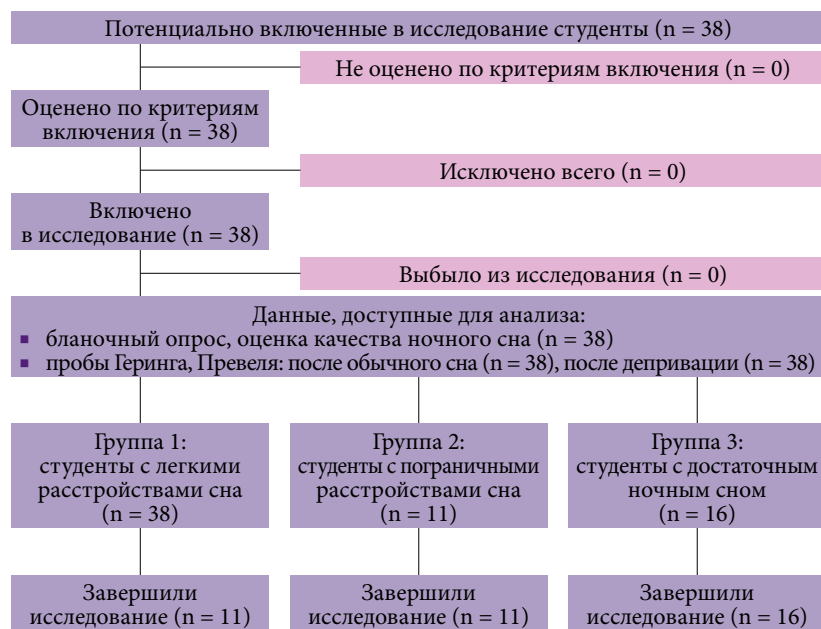 Потенциально включенные в исследование студенты (n = 38)
Не оценено по критериям включения (n = 0)
Оценено по критериям
включения (n = 38)
Исключено всего (n = 0)
Включено
в исследование (n = 38)
Выбыло из исследования (n = 0)
Данные, доступные для анализа:
▪ бланочный опрос, оценка качества ночного сна (n = 38)
▪ пробы Геринга, Превеля: после обычного сна (n = 38), после депривации (n = 38)
Группа 1:
студенты с легкими
расстройствами сна
(n = 38)
Группа 2:
студенты с пограничными
расстройствами сна
(n = 11)
Группа 3:
студенты с достаточным
ночным сном
(n = 16)
Завершили
исследование (n = 11)
Завершили
исследование (n = 11)
Завершили
исследование (n = 16)